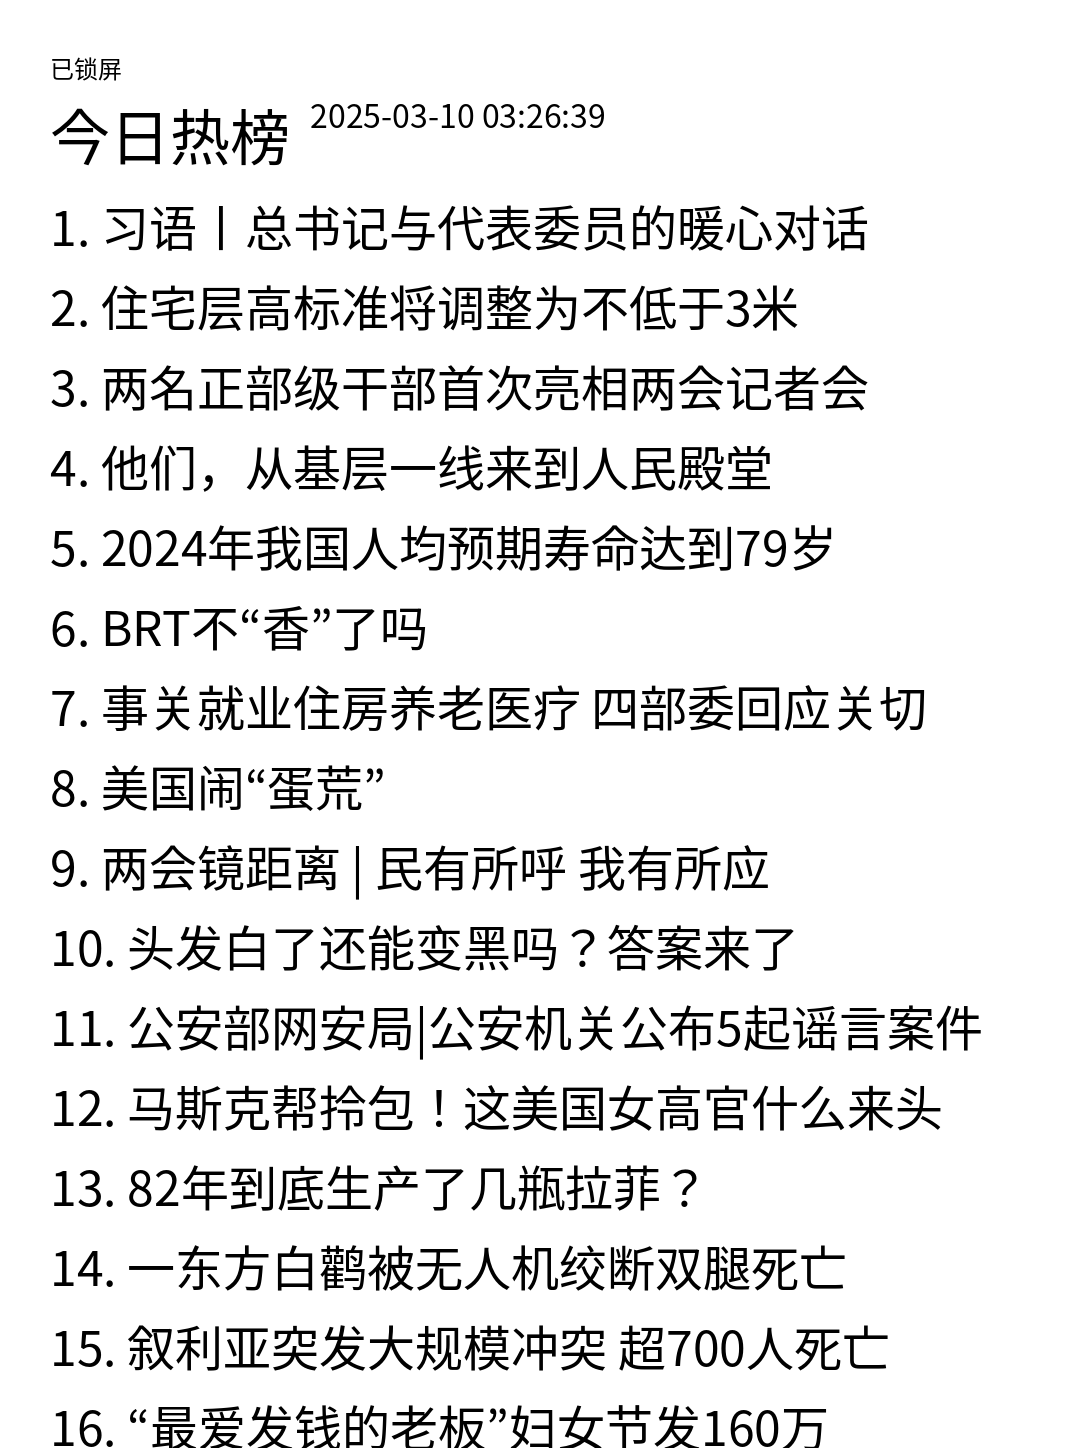 已锁屏
今日热榜 2025-03-10 03:26:39
1. 习语丨总书记与代表委员的暖心对话
2. 住宅层高标准将调整为不低于3米
3. 两名正部级干部首次亮相两会记者会
4. 他们，从基层一线来到人民殿堂
5. 2024年我国人均预期寿命达到79岁
6. BRT不“香”了吗
7. 事关就业住房养老医疗 四部委回应关切
8. 美国闹“蛋荒”
9. 两会镜距离 | 民有所呼 我有所应
10. 头发白了还能变黑吗？答案来了
11. 公安部网安局|公安机关公布5起谣言案件
12. 马斯克帮拎包！这美国女高官什么来头
13. 82年到底生产了几瓶拉菲？
14. 一东方白鹳被无人机绞断双腿死亡
15. 叙利亚突发大规模冲突 超700人死亡
16. “最爱发钱的老板”妇女节发160万